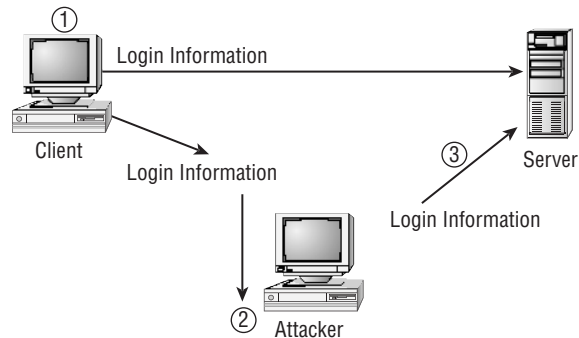 ①
Login Information
Client
Login Information
③
Server
Login Information
②
Attacker